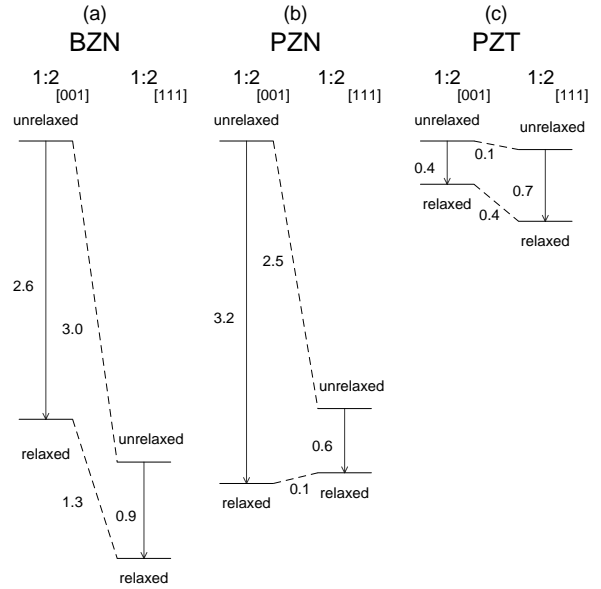 (a)
BZN
1:2 [001]
1:2 [111]
unrelaxed
2.6
3.0
relaxed
unrelaxed
1.3
0.9
relaxed
(b)
PZN
1:2 [001]
1:2 [111]
unrelaxed
2.5
3.2
unrelaxed
0.6
relaxed
0.1
relaxed
(c)
PZT
1:2 [001]
1:2 [111]
unrelaxed
unrelaxed
0.1
0.4
0.7
relaxed
0.4
relaxed